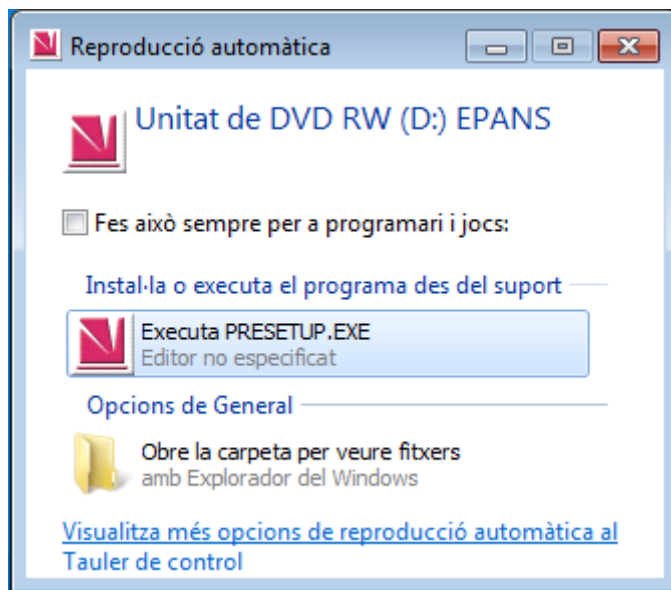 Reproducció automàtica
Unitat de DVD RW (D:) EPANS
Fes això sempre per a programari i jocs:
Instal·la o executa el programa des del suport
Executa PRESETUP.EXE
Editor no especificat
Opcions de General
Obre la carpeta per veure fitxers
amb Explorador del Windows
Visualitza més opcions de reproducció automàtica al
Tauler de control